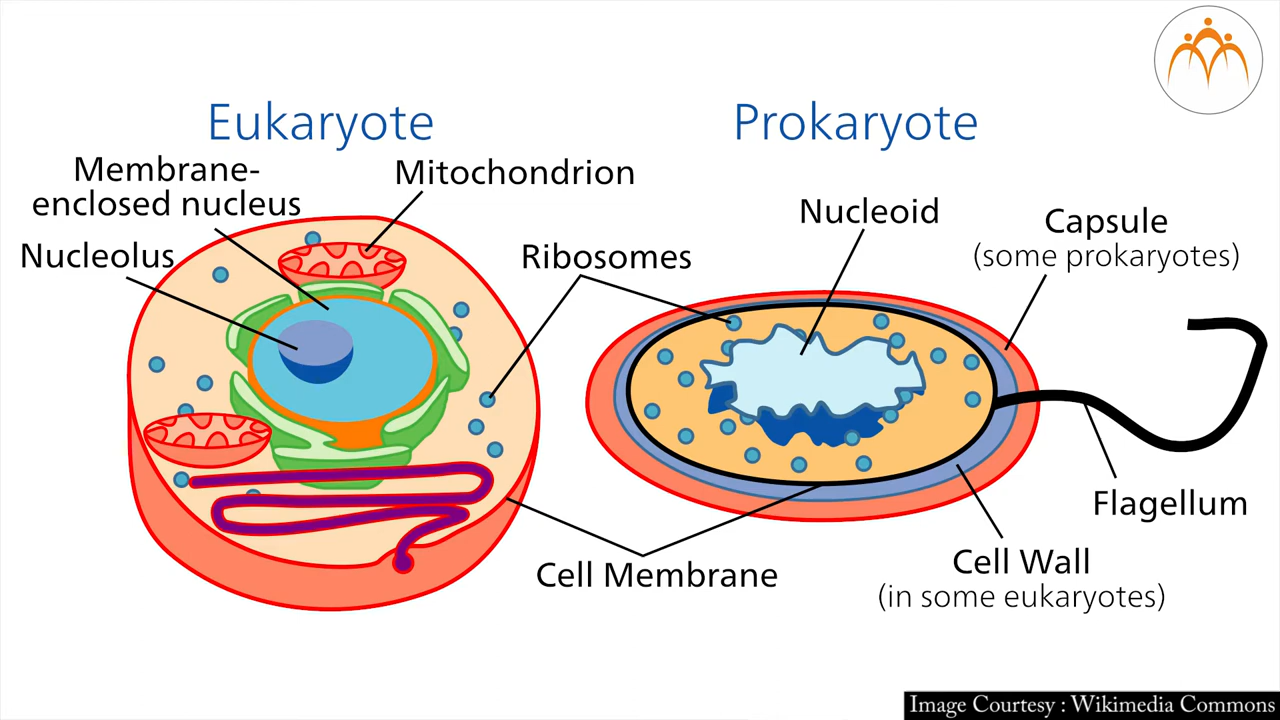 Eukaryote
Prokaryote
Membrane-
enclosed nucleus
Mitochondrion
Nucleolus
Ribosomes
Nucleoid
Capsule
(some prokaryotes)
Cell Membrane
Flagellum
Cell Wall
(in some eukaryotes)
Image Courtesy : Wikimedia Commons